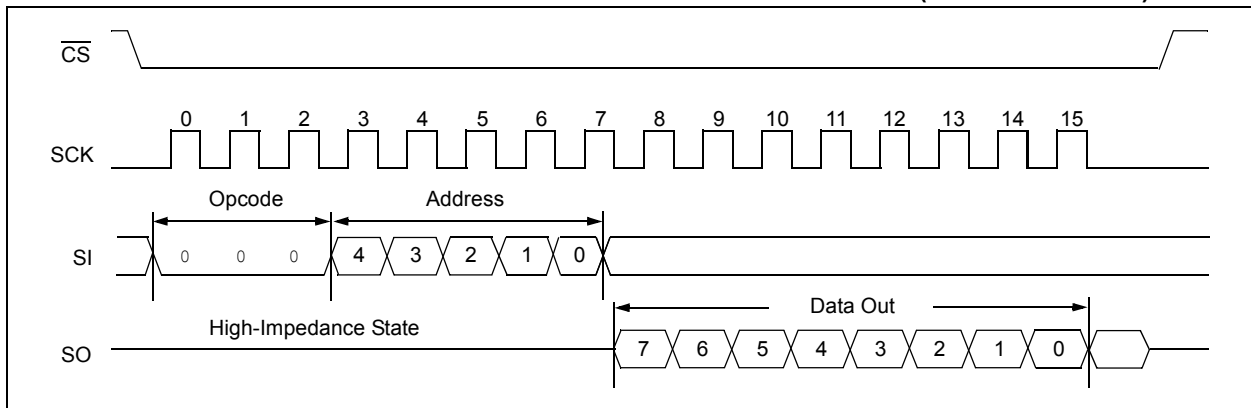 CS
0 1 2 3 4 5 6 7 8 9 10 11 12 13 14 15
SCK
Opcode Address
SI 0 0 0 4 3 2 1 0
Data Out
High-Impedance State
SO 7 6 5 4 3 2 1 0